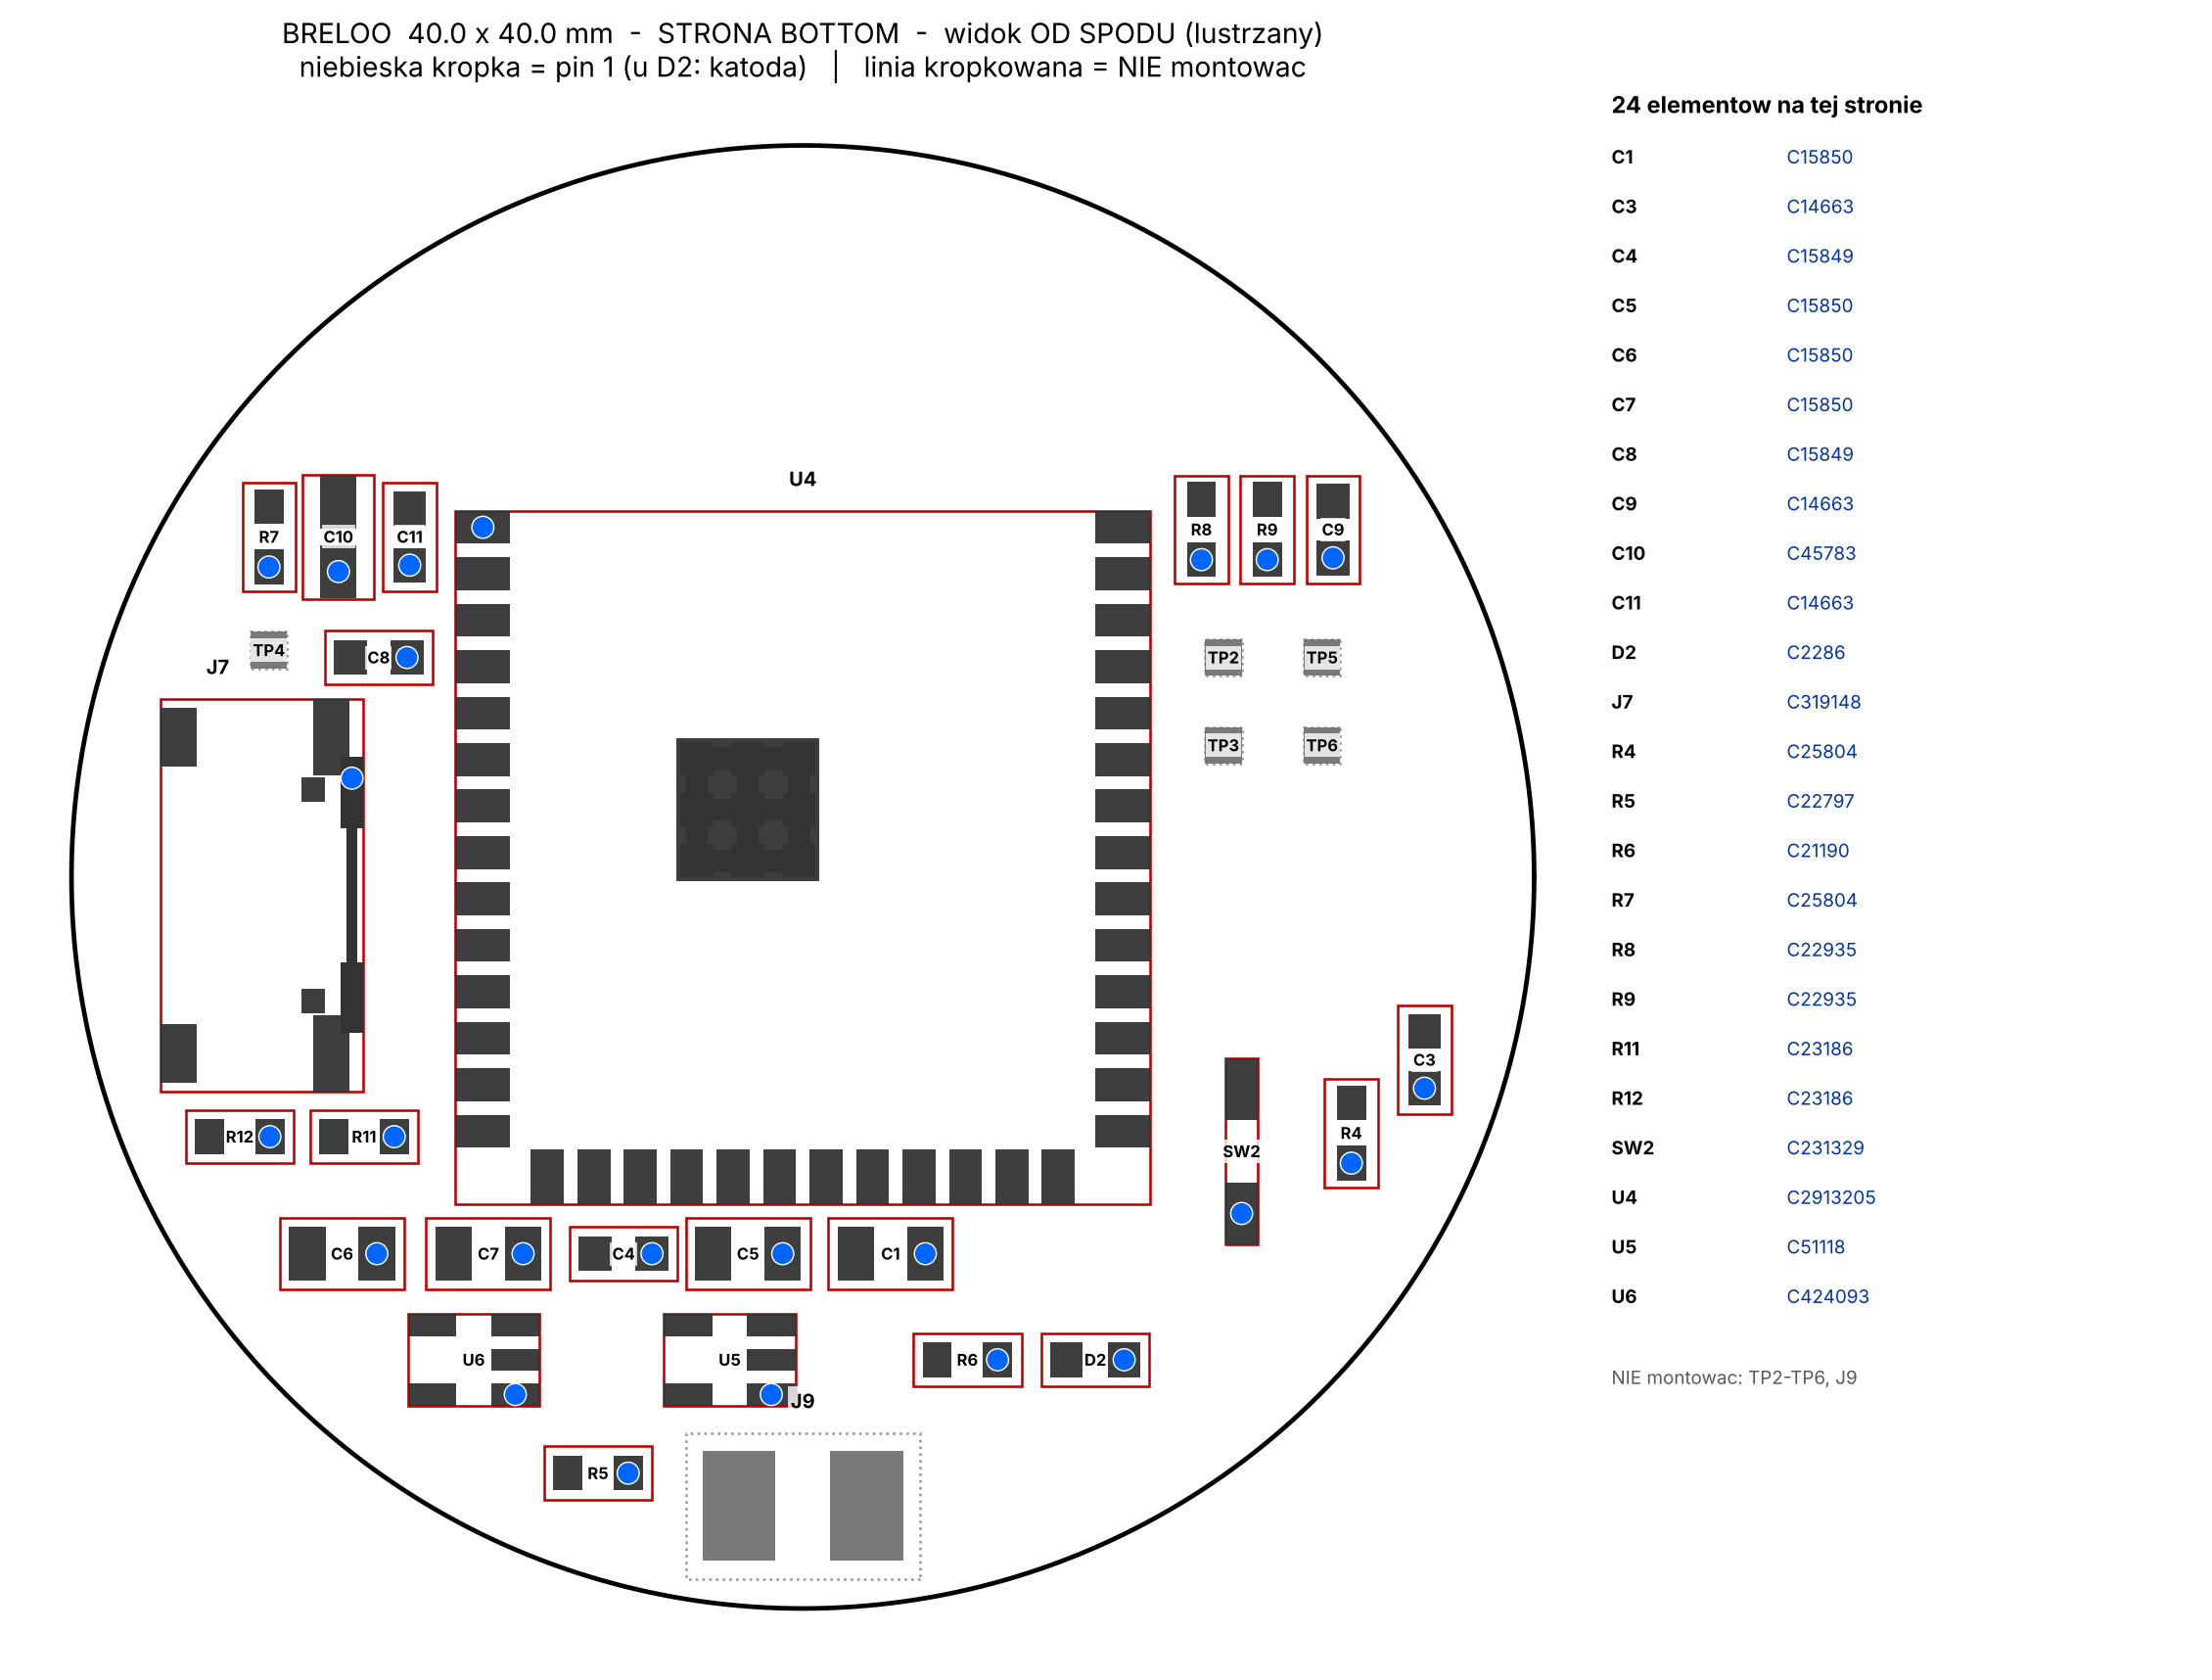 BRELOO 40.0 x 40.0 mm - STRONA BOTTOM - widok OD SPODU (lustrzany)
niebieska kropka = pin 1 (u D2: katoda) | linia kropkowana = NIE montowac
24 elementow na tej stronie
C1 C15850
C3 C14663
C4 C15849
C5 C15850
C6 C15850
C7 C15850
C8 C15849
C9 C14663
C10 C45783
C11 C14663
D2 C2286
J7 C319148
R4 C25804
R5 C22797
R6 C21190
R7 C25804
R8 C22935
R9 C22935
R11 C23186
R12 C23186
SW2 C231329
U4 C2913205
U5 C51118
U6 C424093
NIE montowac: TP2-TP6, J9
U4
R7 C10 C11 R8 R9 C9
TP4 C8 TP2 TP5
J7
TP3 TP6
C3
R12 R11 R4
SW2
C6 C7 C4 C5 C1
U6 U5 R6 D2
J9
R5